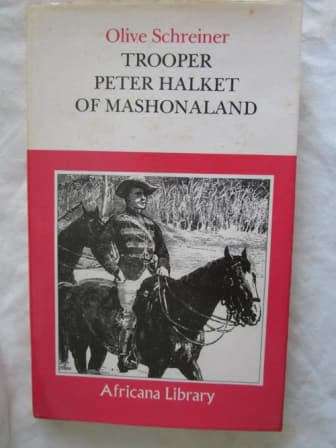 Olive Schreiner
TROOPER
PETER HALKET
OF MASHONALAND
Africana Library